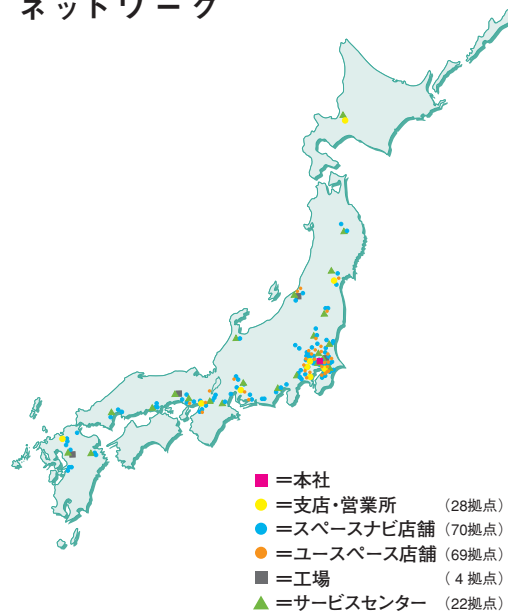 ネットワーク
=本社
=支店・営業所 (28拠点)
=スペースナビ店舗 (70拠点)
=ユースペース店舗 (69拠点)
=工場 ( 4 拠点)
=サービスセンター (22拠点)